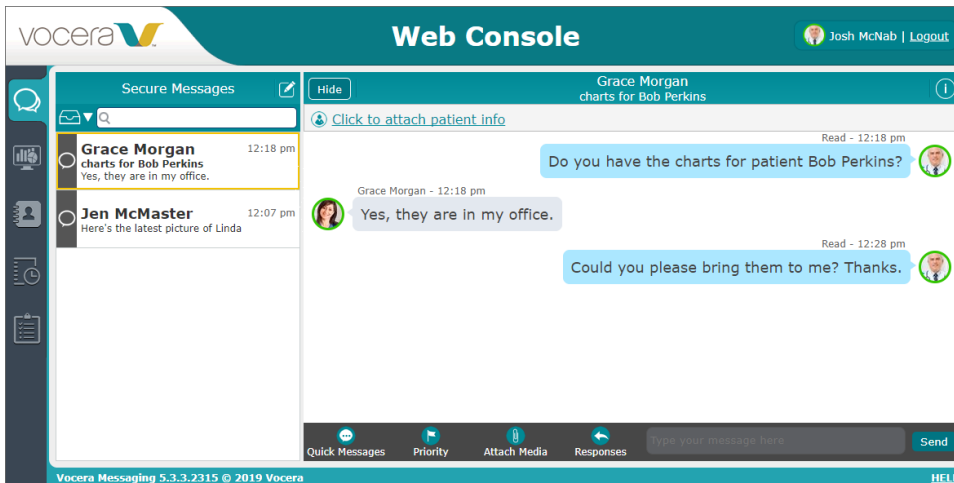 vocera
Web Console
Josh McNab | Logout
Secure Messages
Hide
Grace Morgan
charts for Bob Perkins
Click to attach patient info
Grace Morgan 12:18 pm
charts for Bob Perkins
Yes, they are in my office.
Jen McMaster 12:07 pm
Here's the latest picture of Linda
Read - 12:18 pm
Do you have the charts for patient Bob Perkins?
Grace Morgan - 12:18 pm
Yes, they are in my office.
Read - 12:28 pm
Could you please bring them to me? Thanks.
Quick Messages Priority Attach Media Responses
Type your message here
Send
Vocera Messaging 5.3.3.2315 © 2019 Vocera
HEL